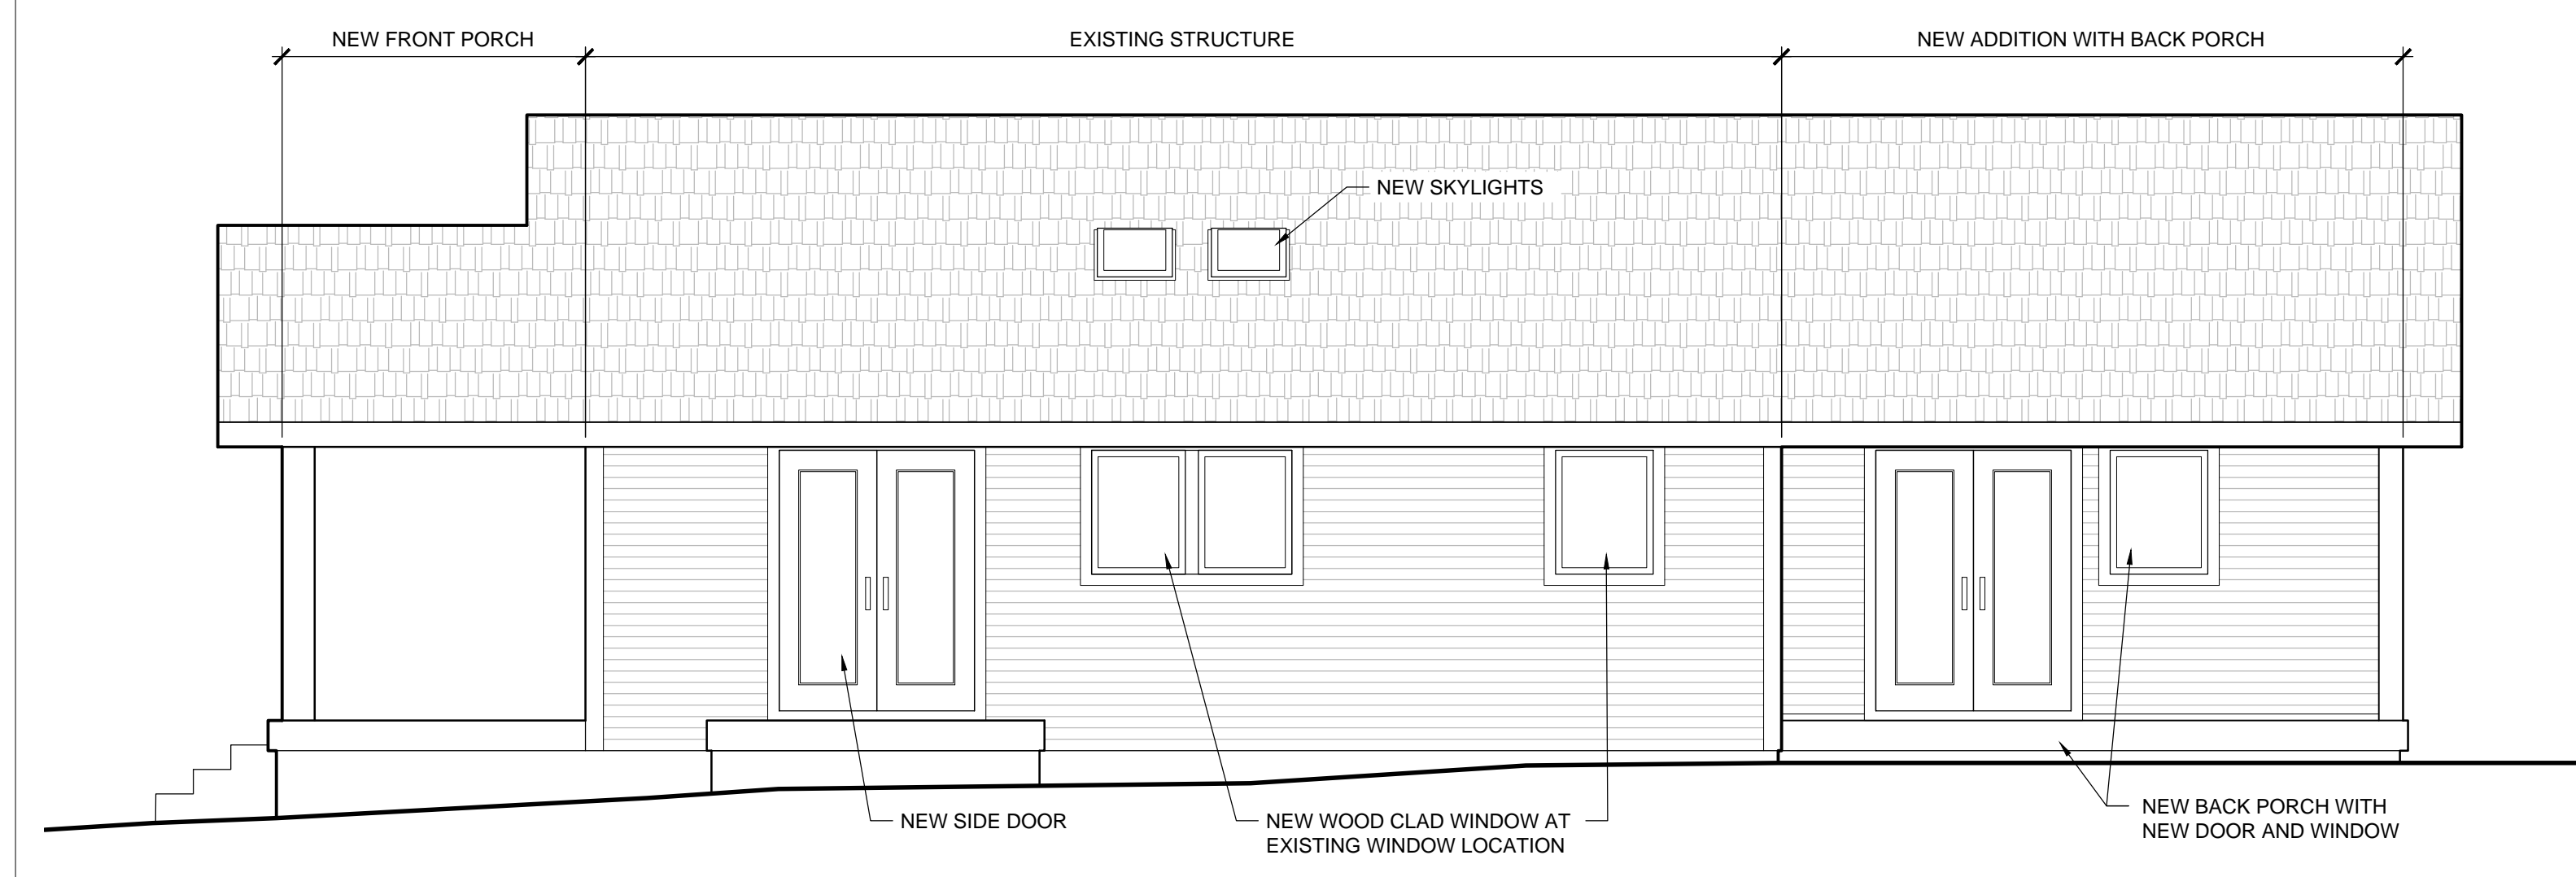 NEW FRONT PORCH
EXISTING STRUCTURE
NEW ADDITION WITH BACK PORCH
NEW SKYLIGHTS
NEW SIDE DOOR
NEW WOOD CLAD WINDOW AT
EXISTING WINDOW LOCATION
NEW BACK PORCH WITH
NEW DOOR AND WINDOW